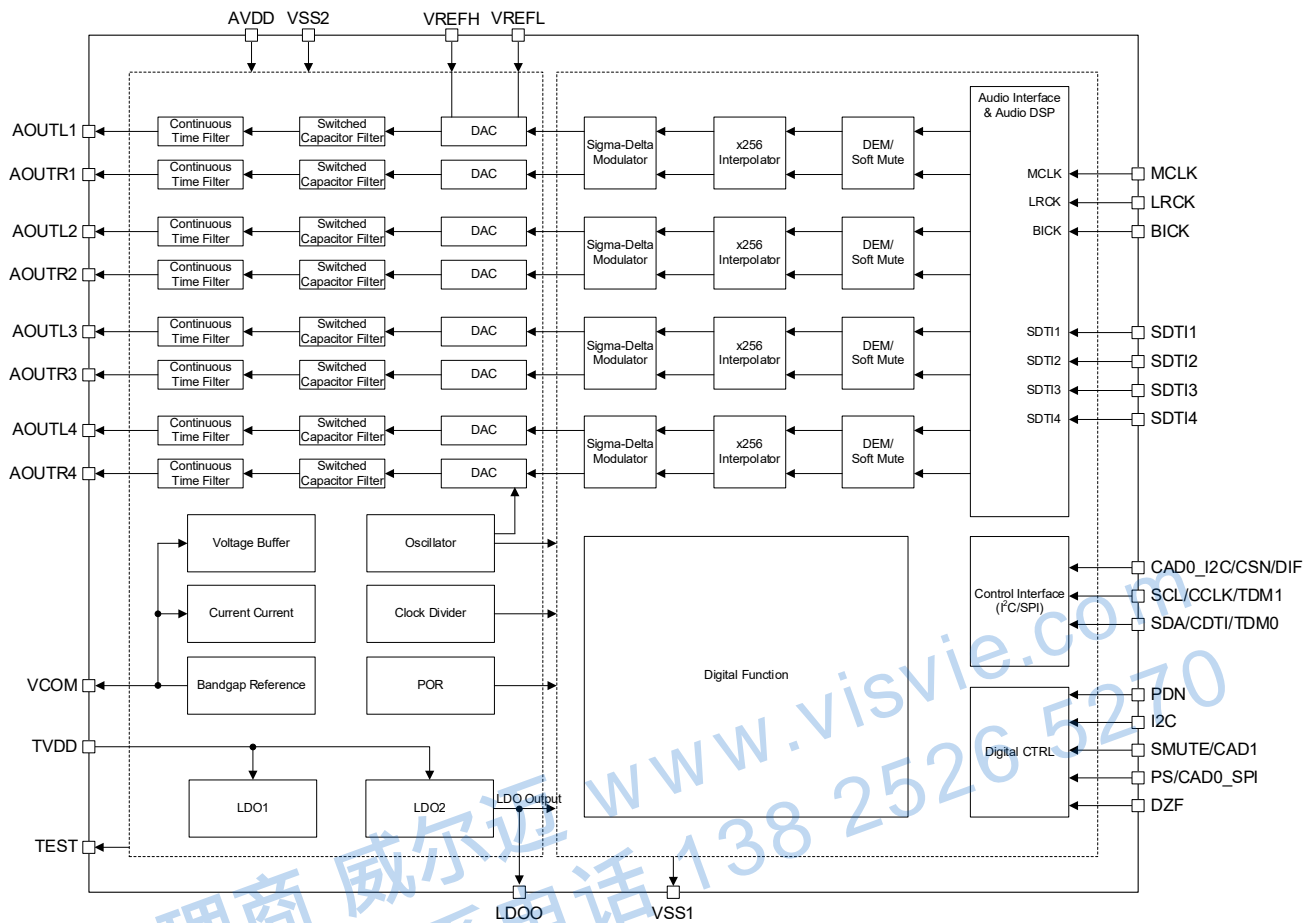 AVDD VSS2 VREFH VREFL
Audio Interface
& Audio DSP
AOUTL1
Continuous
Time Filter
Switched
Capacitor Filter
DAC
Sigma-Delta
Modulator
x256
Interpolator
DEM/
Soft Mute
AOUTR1
Continuous
Time Filter
Switched
Capacitor Filter
DAC
MCLK
MCLK
LRCK
LRCK
BICK
BICK
AOUTL2
Continuous
Time Filter
Switched
Capacitor Filter
DAC
Sigma-Delta
Modulator
x256
Interpolator
DEM/
Soft Mute
AOUTR2
Continuous
Time Filter
Switched
Capacitor Filter
DAC
AOUTL3
Continuous
Time Filter
Switched
Capacitor Filter
DAC
Sigma-Delta
Modulator
x256
Interpolator
DEM/
Soft Mute
SDTI1
SDTI1
SDTI2
SDTI2
AOUTR3
Continuous
Time Filter
Switched
Capacitor Filter
DAC
SDTI3
SDTI3
SDTI4
SDTI4
AOUTL4
Continuous
Time Filter
Switched
Capacitor Filter
DAC
Sigma-Delta
Modulator
x256
Interpolator
DEM/
Soft Mute
AOUTR4
Continuous
Time Filter
Switched
Capacitor Filter
DAC
Voltage Buffer
Oscillator
Current Current
Clock Divider
VCOM
Bandgap Reference
POR
Digital Function
Control Interface
(I²C/SPI)
CAD0_I2C/CSN/DIF
SCL/CCLK/TDM1
SDA/CDTI/TDM0
TVDD
LDO1
LDO2
LDO Output
Digital CTRL
PDN
I2C
SMUTE/CAD1
PS/CAD0_SPI
DZF
TEST
LDOO
VSS1
理商 威尔迈 www.visvie.com
电话 138 2526 5270